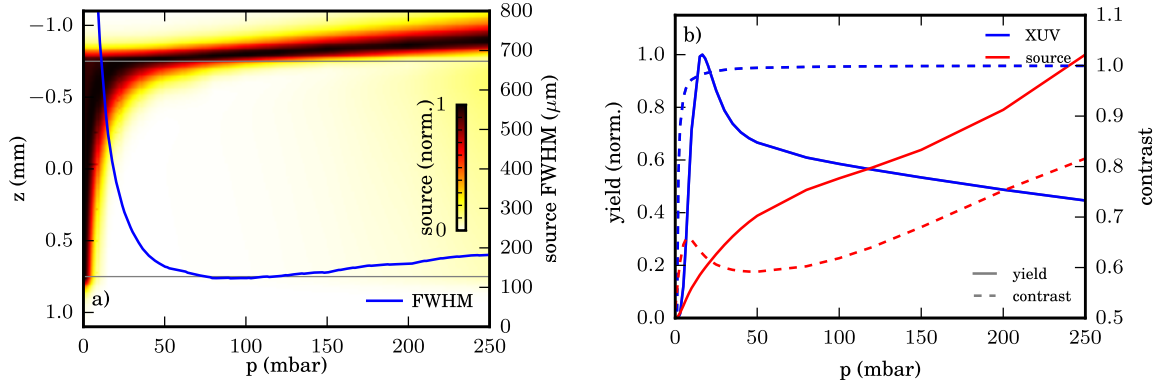 −1.0
−0.5
0.0
0.5
1.0
z (mm)
a)
0
50
100
150
200
250
p (mbar)
source (norm.)
1
0
FWHM
800
700
600
500
400
300
200
100
0
source FWHM (μm)
b)
1.0
0.8
0.6
0.4
0.2
0.0
yield (norm.)
0
50
100
150
200
250
p (mbar)
XUV
source
yield
contrast
1.1
1.0
0.9
0.8
0.7
0.6
0.5
contrast